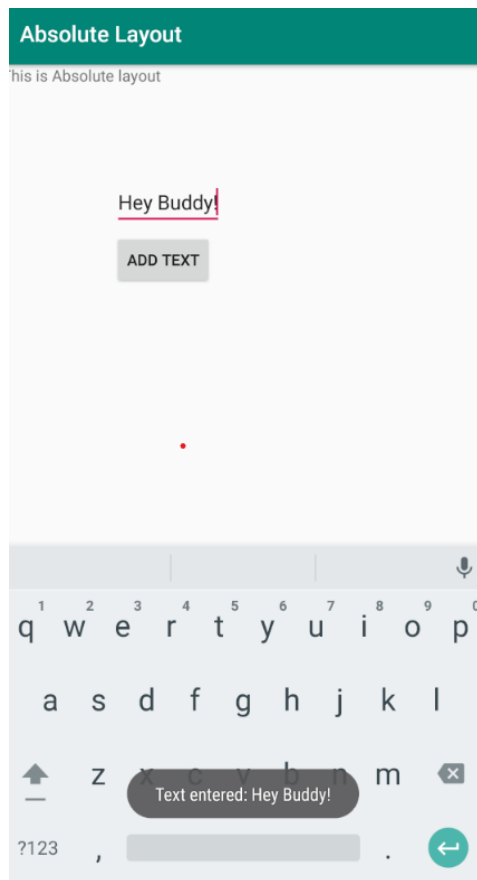 Absolute Layout
his is Absolute layout
Hey Buddy!
ADD TEXT
1 2 3 4 5 6 7 8 9 0
q w e r t y u i o p
a s d f g h j k l
z x c v b n m
Text entered: Hey Buddy!
?123 , .